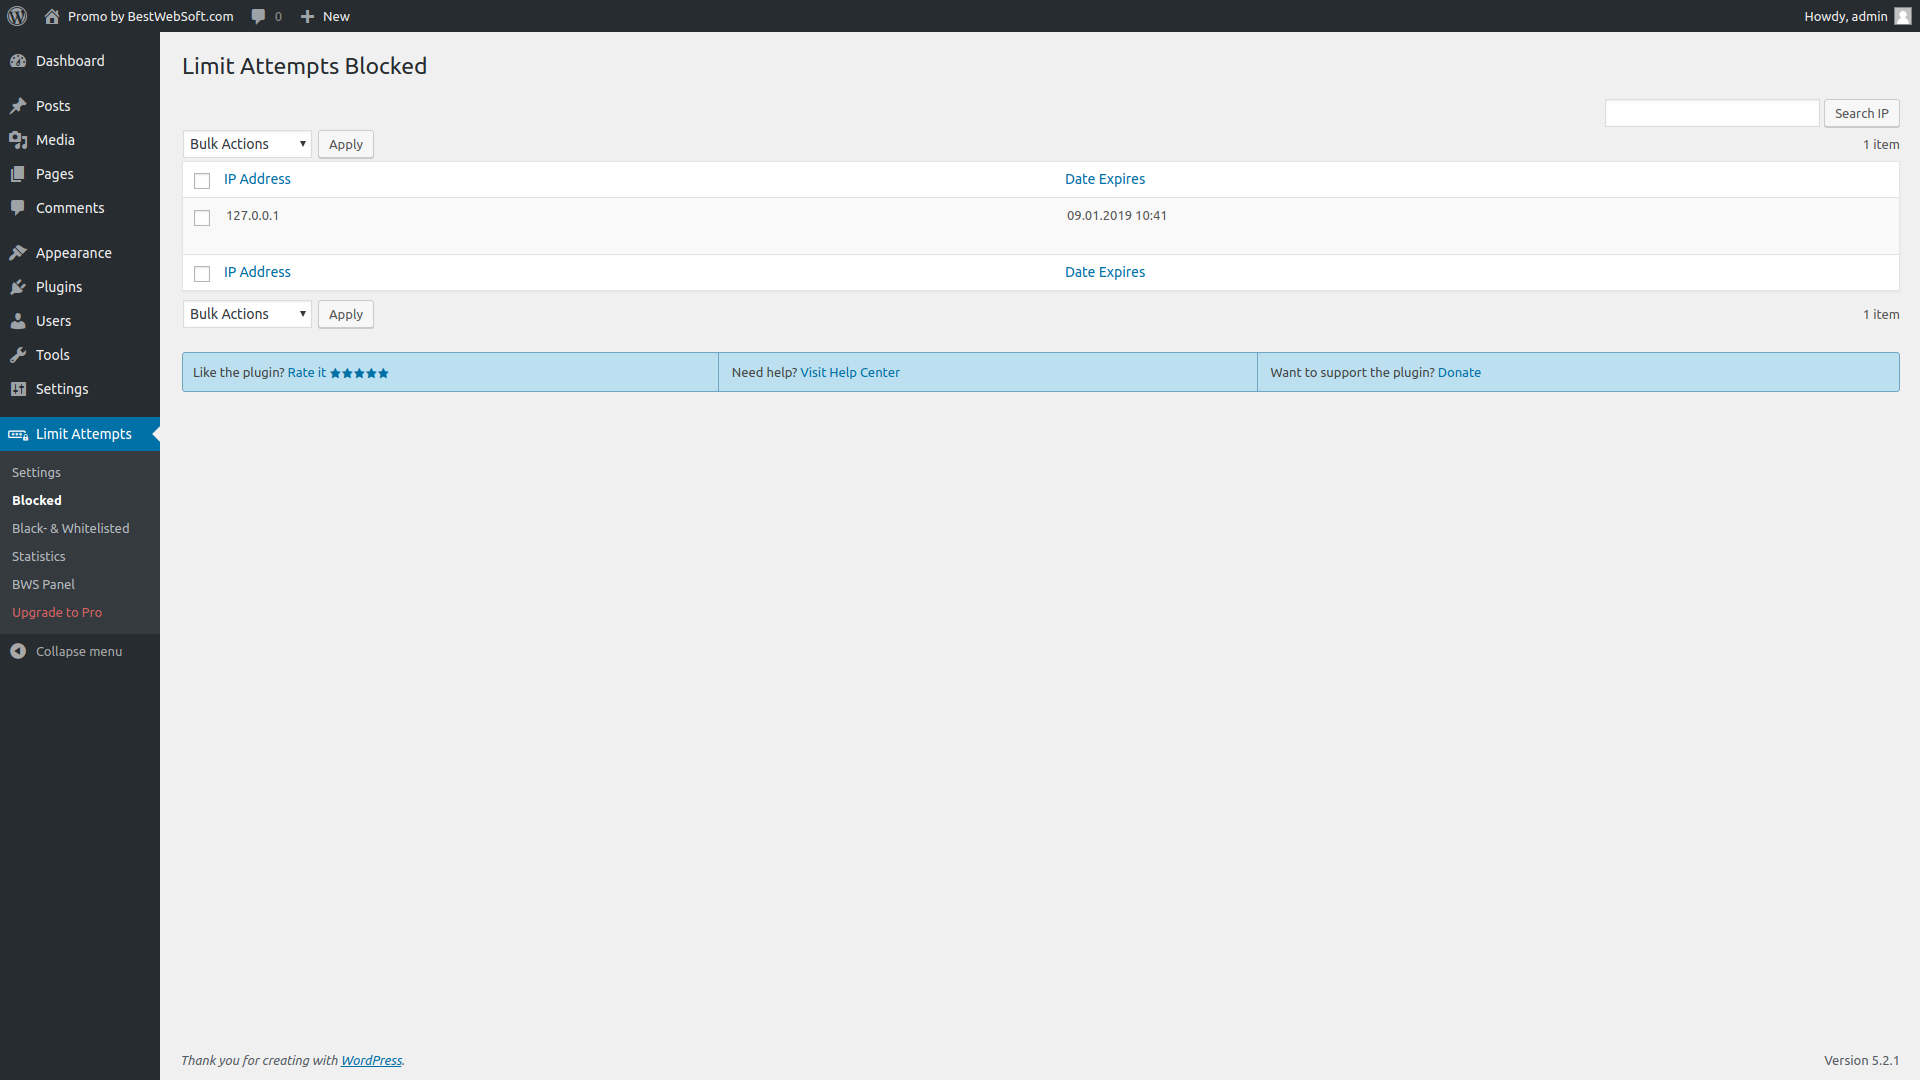 Promo by BestWebSoft.com 0 New Howdy, admin
Dashboard
Posts
Media
Pages
Comments
Appearance
Plugins
Users
Tools
Settings
Limit Attempts
Settings
Blocked
Black- & Whitelisted
Statistics
BWS Panel
Upgrade to Pro
Collapse menu
Limit Attempts Blocked
Search IP
Bulk Actions Apply 1 item
IP Address Date Expires
127.0.0.1 09.01.2019 10:41
IP Address Date Expires
Bulk Actions Apply 1 item
Like the plugin? Rate it ★★★★★ Need help? Visit Help Center Want to support the plugin? Donate
Thank you for creating with WordPress. Version 5.2.1